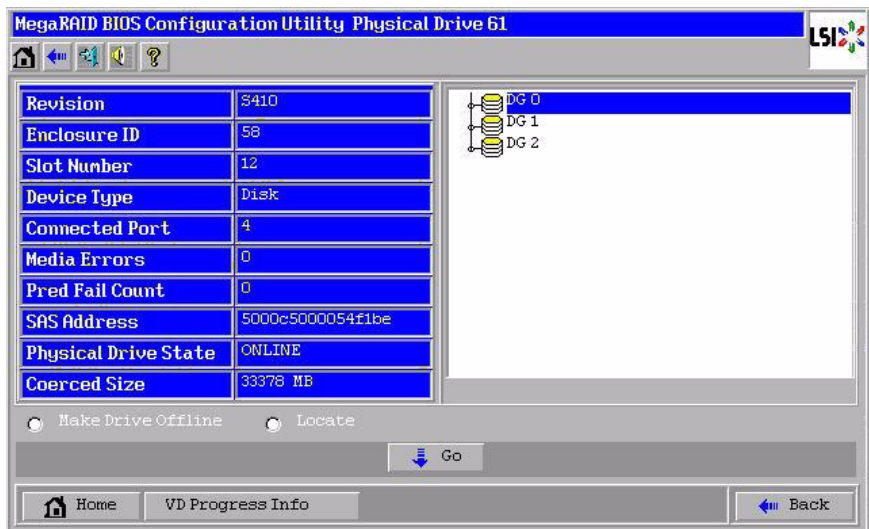 MegaRAID BIOS Configuration Utility Physical Drive 61
LSI
?
Revision S410
Enclosure ID 58
Slot Number 12
Device Type Disk
Connected Port 4
Media Errors 0
Pred Fail Count 0
SAS Address 5000c5000054f1be
Physical Drive State ONLINE
Coerced Size 33378 MB
DG 0
DG 1
DG 2
Make Drive Offline Locate
Go
Home VD Progress Info Back